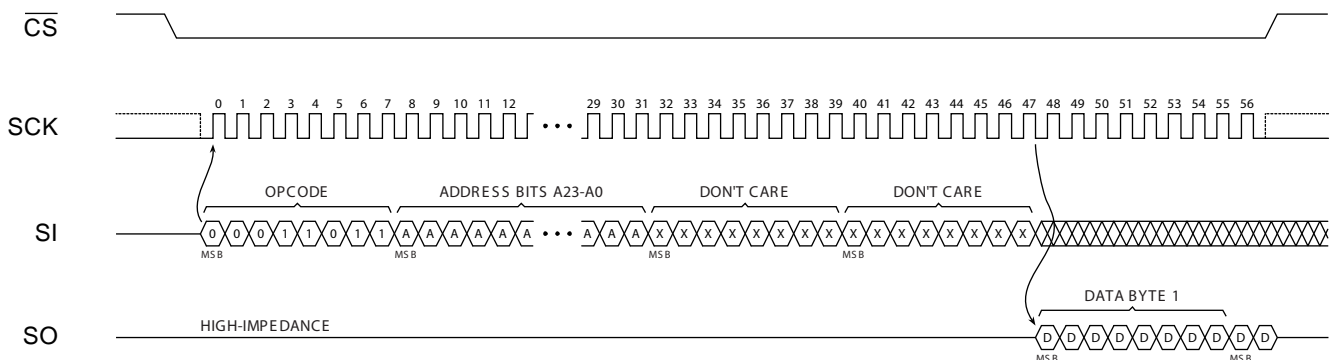 CS
SCK
0 1 2 3 4 5 6 7 8 9 10 11 12 29 30 31 32 33 34 35 36 37 38 39 40 41 42 43 44 45 46 47 48 49 50 51 52 53 54 55 56
• • •
OPCODE ADDRESS BITS A23-A0 DON'T CARE DON'T CARE
SI
0 0 0 1 1 0 1 1 A A A A A A • • • A A A X X X X X X X X X X X X X X X X
MSB MSB MSB MSB
DATA BYTE 1
HIGH-IMPEDANCE
SO
D D D D D D D D D D
MSB MSB